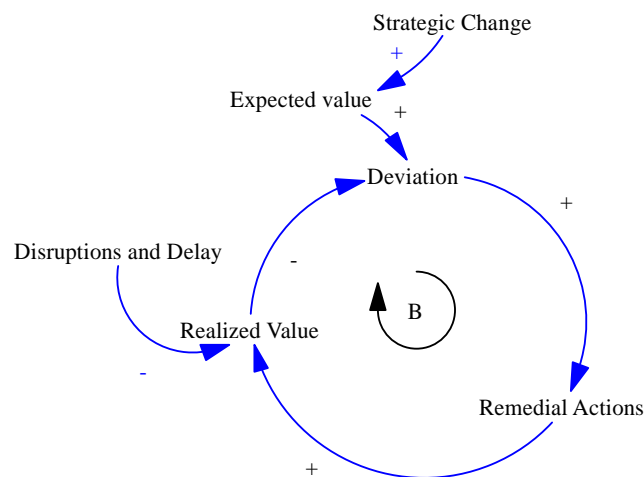 Strategic Change
+
Expected value
+
Deviation
+
Disruptions and Delay
-
B
Realized Value
-
Remedial Actions
+